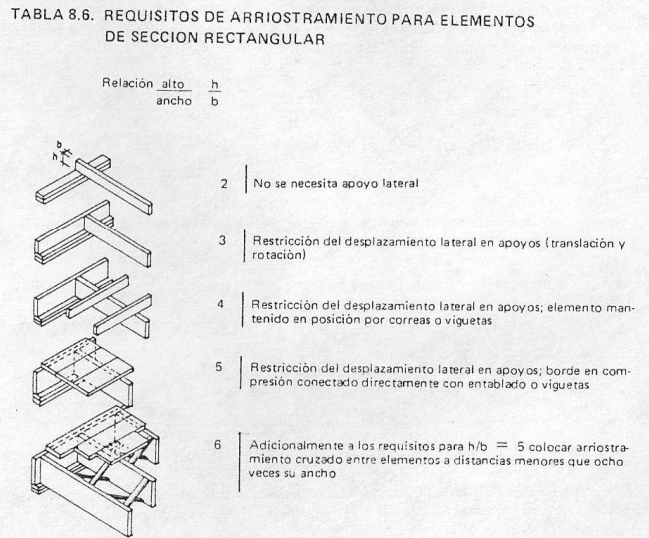 TABLA 8.6. REQUISITOS DE ARRIOSTRAMIENTO PARA ELEMENTOS
DE SECCION RECTANGULAR
Relación alto h
ancho b
b
h
2 No se necesita apoyo lateral
3 Restricción del desplazamiento lateral en apoyos (translación y
rotación)
4 Restricción del desplazamiento lateral en apoyos; elemento man-
tenido en posición por correas o viguetas
5 Restricción del desplazamiento lateral en apoyos; borde en com-
presión conectado directamente con entablado o viguetas
6 Adicionalmente a los requisitos para h/b = 5 colocar arriostra-
miento cruzado entre elementos a distancias menores que ocho
veces su ancho